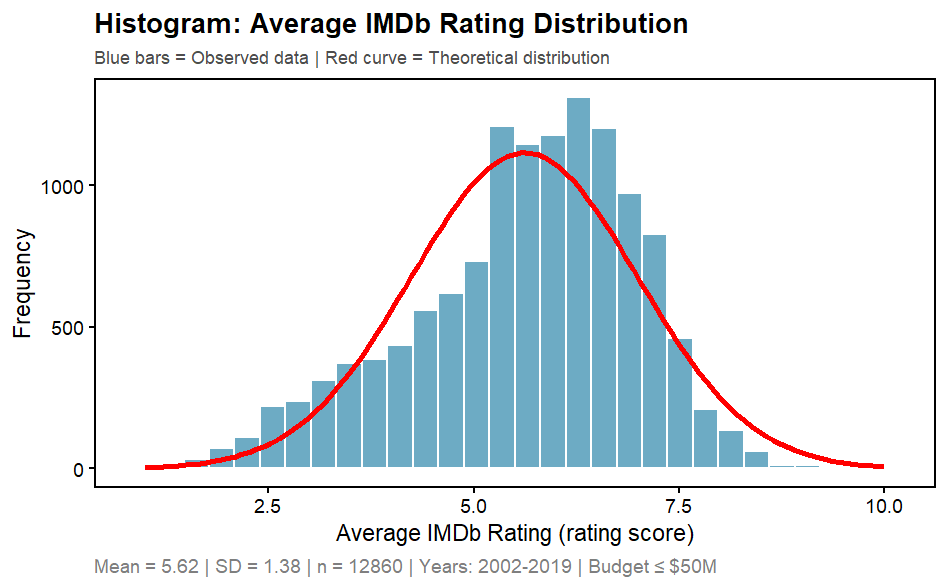 Histogram: Average IMDb Rating Distribution
Blue bars = Observed data | Red curve = Theoretical distribution
1000
500
0
Frequency
2.5 5.0 7.5 10.0
Average IMDb Rating (rating score)
Mean = 5.62 | SD = 1.38 | n = 12860 | Years: 2002-2019 | Budget ≤ $50M